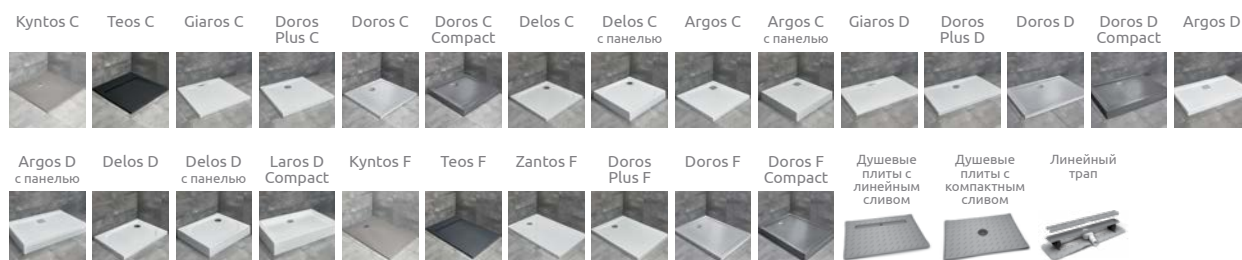 Kyntos C
Teos C
Giaros C
Doros
Plus C
Doros C
Doros C
Compact
Delos C
Delos C
с панелью
Argos C
Argos C
с панелью
Giaros D
Doros
Plus D
Doros D
Doros D
Compact
Argos D
Argos D
с панелью
Delos D
Delos D
с панелью
Laros D
Compact
Kyntos F
Teos F
Zantos F
Doros
Plus F
Doros F
Doros F
Compact
Душевые
плиты с
линейным
сливом
Душевые
плиты с
компактным
сливом
Линейный
трап